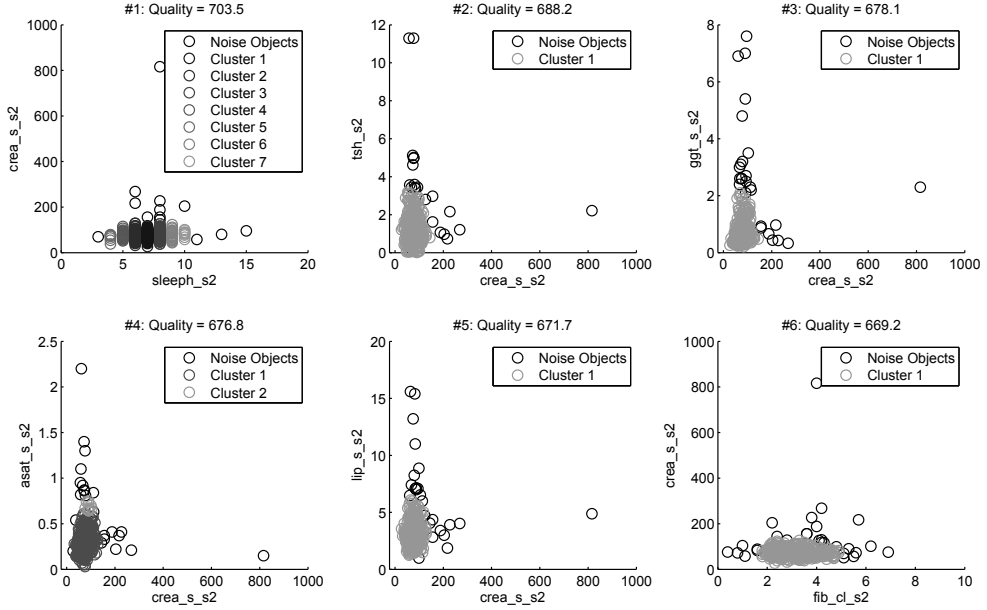 #1: Quality = 703.5
crea_s_s2
1000
800
600
400
200
0
0 5 10 15 20
sleeph_s2
Noise Objects
Cluster 1
Cluster 2
Cluster 3
Cluster 4
Cluster 5
Cluster 6
Cluster 7
#2: Quality = 688.2
tsh_s2
12
10
8
6
4
2
0
0 200 400 600 800 1000
crea_s_s2
Noise Objects
Cluster 1
#3: Quality = 678.1
ggt_s_s2
8
6
4
2
0
0 200 400 600 800 1000
crea_s_s2
Noise Objects
Cluster 1
#4: Quality = 676.8
asat_s_s2
2.5
2
1.5
1
0.5
0
0 200 400 600 800 1000
crea_s_s2
Noise Objects
Cluster 1
Cluster 2
#5: Quality = 671.7
lip_s_s2
20
15
10
5
0
0 200 400 600 800 1000
crea_s_s2
Noise Objects
Cluster 1
#6: Quality = 669.2
crea_s_s2
1000
800
600
400
200
0
0 2 4 6 8 10
fib_cl_s2
Noise Objects
Cluster 1